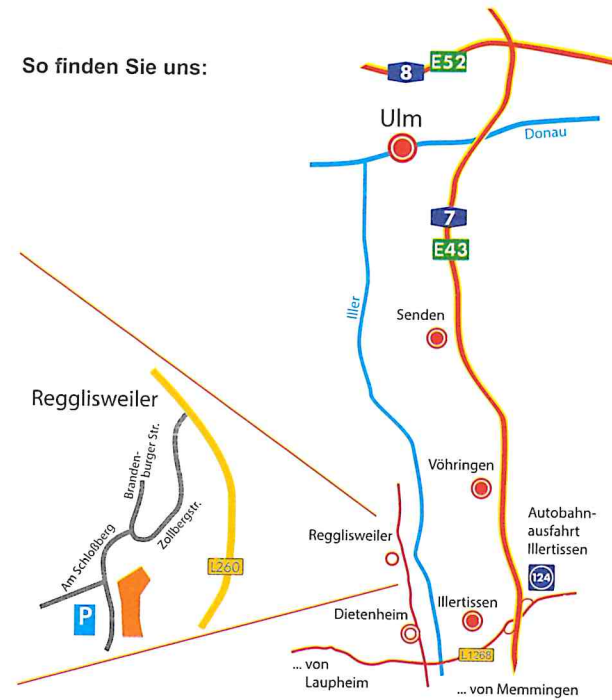 So finden Sie uns:
8
E52
Ulm
Donau
7
E43
Iller
Senden
Regglisweiler
Branden-
burger Str.
Zollbergstr.
Am Schloßberg
L260
P
Vöhringen
Autobahn-
ausfahrt
Illertissen
124
Regglisweiler
Dietenheim
Illertissen
L1268
... von
Laupheim
... von Memmingen